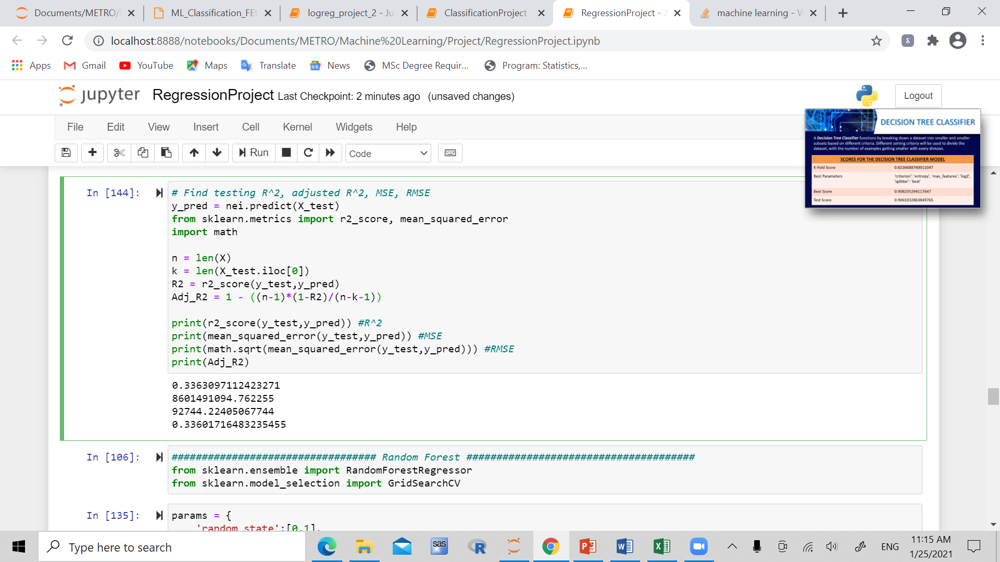 Documents/METRO/
ML_Classification_FEt
logreg_project_2 - Ju
ClassificationProject
RegressionProject - J
machine learning - W
localhost:8888/notebooks/Documents/METRO/Machine%20Learning/Project/RegressionProject.ipynb
Apps
Gmail
YouTube
Maps
Translate
News
MSc Degree Requir...
Program: Statistics,...
jupyter
RegressionProject Last Checkpoint: 2 minutes ago (unsaved changes)
Logout
File Edit View Insert Cell Kernel Widgets Help
Run
Code
DECISION TREE CLASSIFIER
A Decision Tree Classifier functions by breaking down a dataset into smaller and smaller
subsets based on different criteria. Different sorting criteria will be used to divide the
dataset, with the number of examples getting smaller with every division.
SCORES FOR THE DECISION TREE CLASSIFIER MODEL
K-Fold Score 0.8226688760011047
Best Parameters 'criterion': 'entropy', 'max_features': 'log2',
'splitter': 'best'
Best Score 0.908235294117647
Test Score 0.9061032863849765
In [144]:
# Find testing R^2, adjusted R^2, MSE, RMSE
y_pred = nei.predict(X_test)
from sklearn.metrics import r2_score, mean_squared_error
import math
n = len(X)
k = len(X_test.iloc[0])
R2 = r2_score(y_test,y_pred)
Adj_R2 = 1 - ((n-1)*(1-R2)/(n-k-1))
print(r2_score(y_test,y_pred)) #R^2
print(mean_squared_error(y_test,y_pred)) #MSE
print(math.sqrt(mean_squared_error(y_test,y_pred))) #RMSE
print(Adj_R2)
0.3363097112423271
8601491094.762255
92744.22405067744
0.33601716483235455
In [106]:
################################## Random Forest ######################################
from sklearn.ensemble import RandomForestRegressor
from sklearn.model_selection import GridSearchCV
In [135]:
params = {
'random_state':[0,1],
Type here to search
sas
R
ENG
11:15 AM
1/25/2021